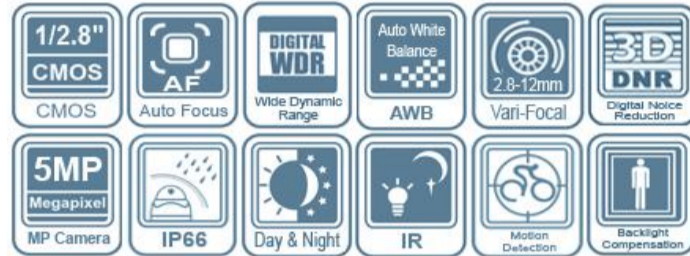 1/2.8"
CMOS
CMOS
AF
Auto Focus
DIGITAL
WDR
Wide Dynamic
Range
Auto White
Balance
AWB
2.8-12mm
Vari-Focal
3D
DNR
Digital Noice
Reduction
5MP
Megapixel
MP Camera
IP66
Day & Night
IR
Motion
Detection
Backlight
Compensation